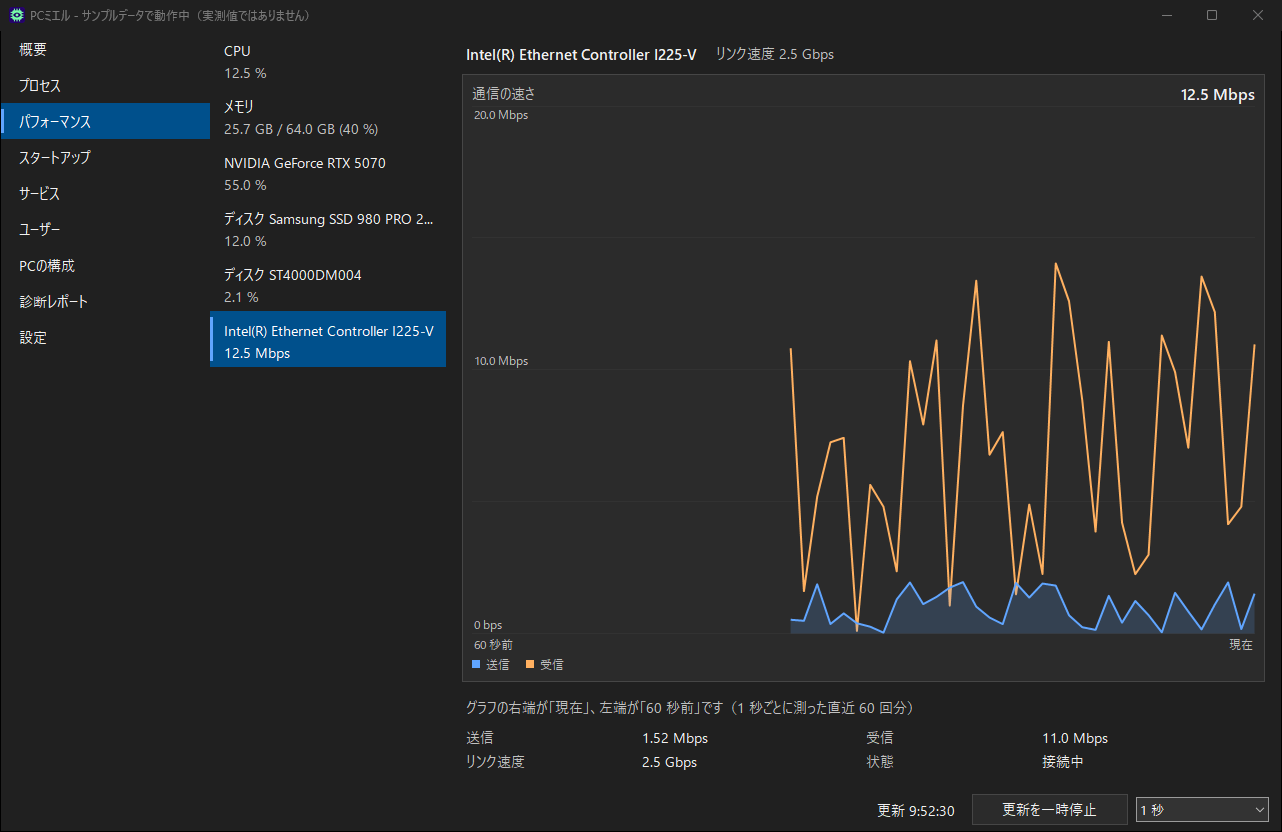 PCミエル - サンプルデータで動作中（実測値ではありません）
概要
プロセス
パフォーマンス
スタートアップ
サービス
ユーザー
PCの構成
診断レポート
設定
CPU
12.5 %
メモリ
25.7 GB / 64.0 GB (40 %)
NVIDIA GeForce RTX 5070
55.0 %
ディスク Samsung SSD 980 PRO 2...
12.0 %
ディスク ST4000DM004
2.1 %
Intel(R) Ethernet Controller I225-V
12.5 Mbps
Intel(R) Ethernet Controller I225-V リンク速度 2.5 Gbps
通信の速さ 12.5 Mbps
20.0 Mbps
10.0 Mbps
0 bps
60 秒前 現在
送信 受信
グラフの右端が「現在」、左端が「60 秒前」です（1 秒ごとに測った直近 60 回分）
送信 1.52 Mbps 受信 11.0 Mbps
リンク速度 2.5 Gbps 状態 接続中
更新 9:52:30 更新を一時停止 1 秒